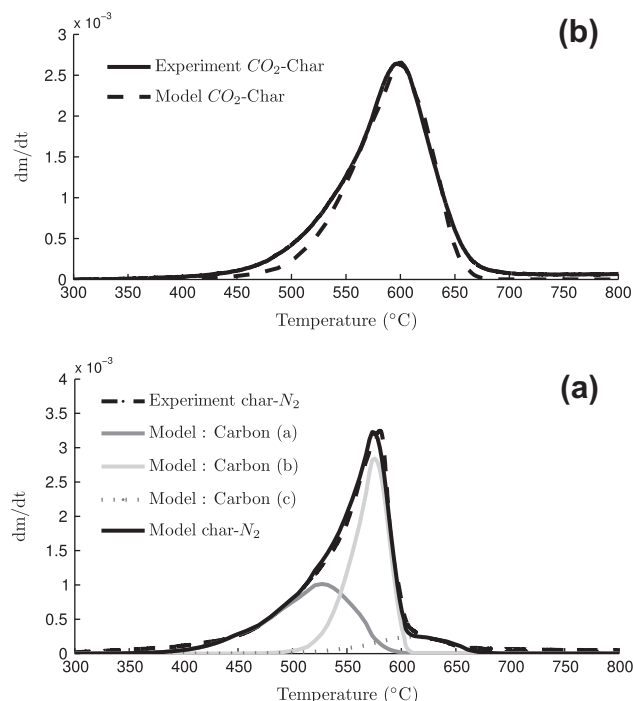 x 10⁻³
(b)
3
2.5
2
1.5
1
0.5
0
dm/dt
Experiment CO₂-Char
Model CO₂-Char
300 350 400 450 500 550 600 650 700 750 800
Temperature (°C)
x 10⁻³
(a)
4
3.5
3
2.5
2
1.5
1
0.5
0
dm/dt
Experiment char-N₂
Model : Carbon (a)
Model : Carbon (b)
Model : Carbon (c)
Model char-N₂
300 350 400 450 500 550 600 650 700 750 800
Temperature (°C)